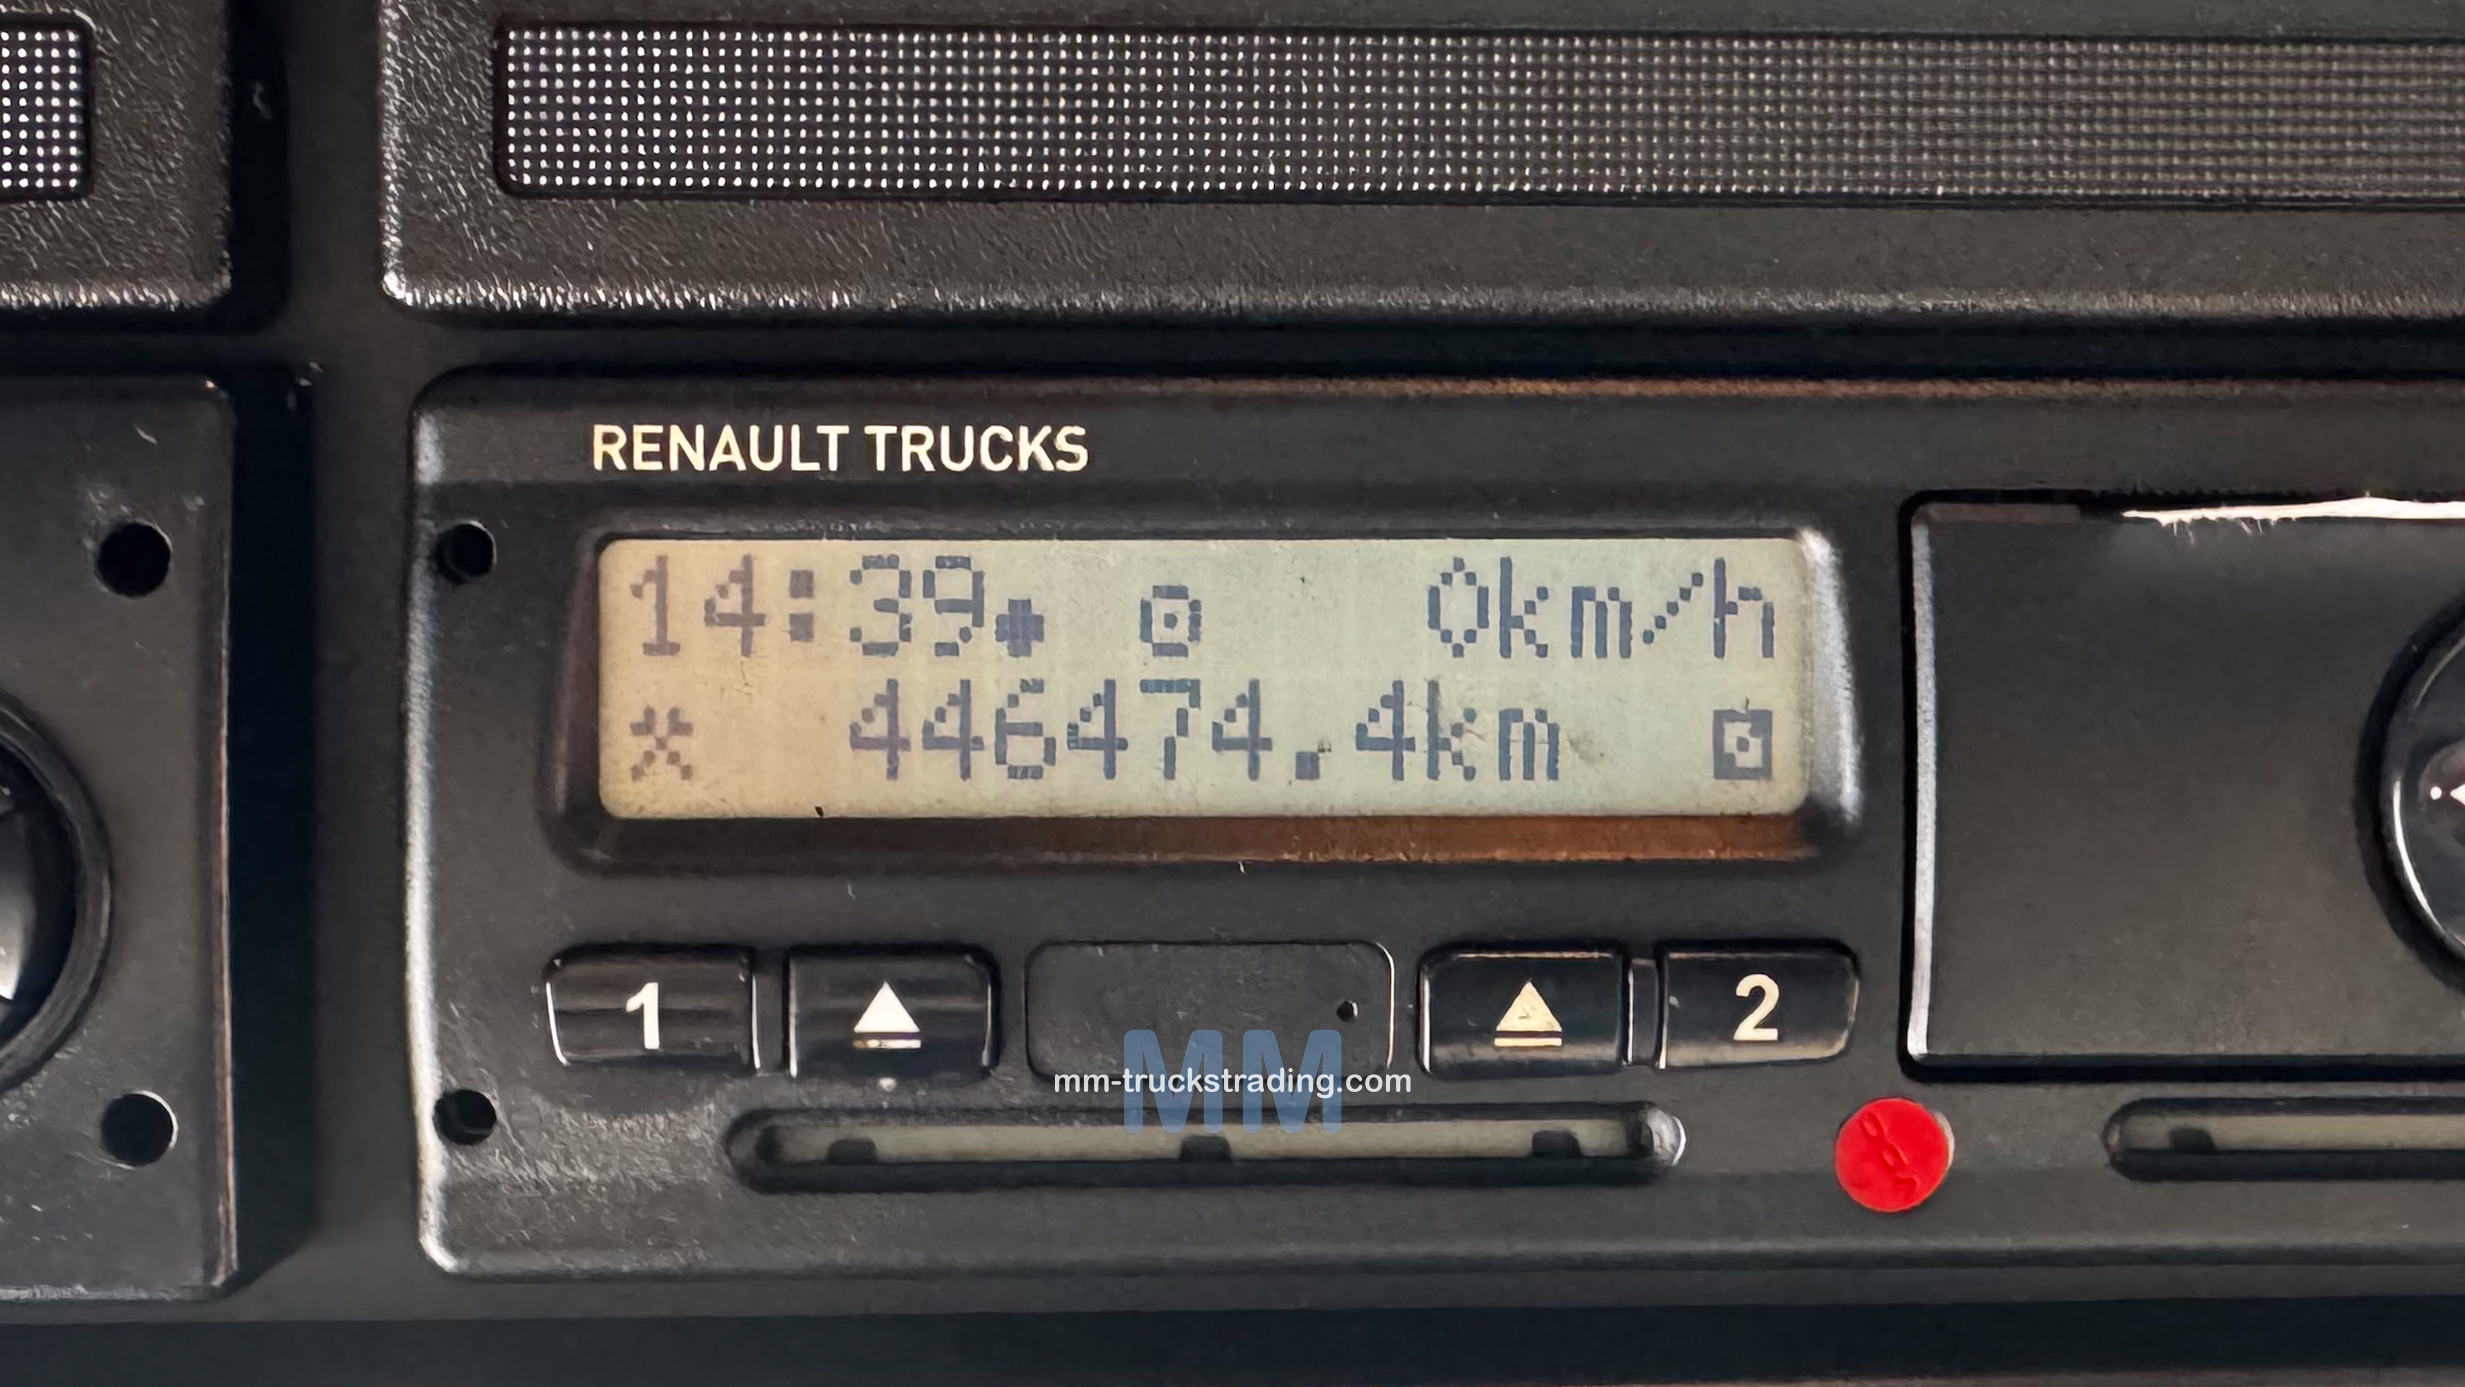 RENAULT TRUCKS
14:39 0km/h
446474.4km
1 2
MM
mm-truckstrading.com